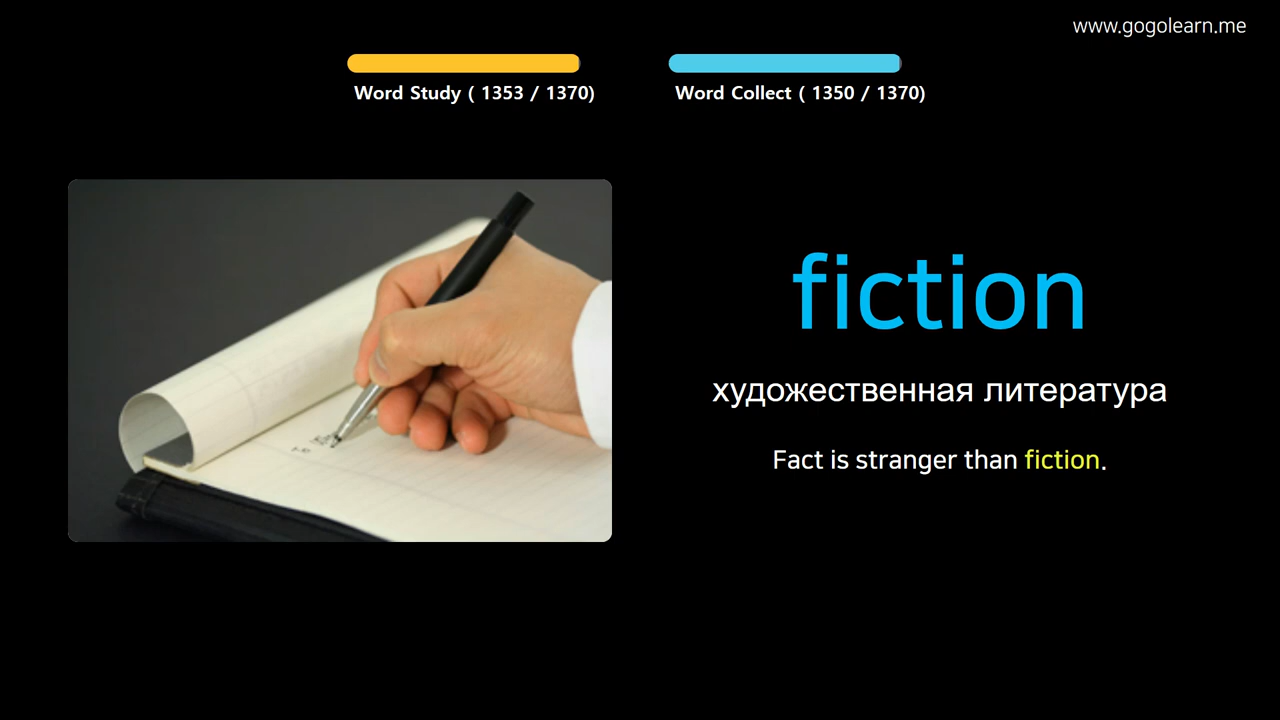 www.gogolearn.me
Word Study ( 1353 / 1370)
Word Collect ( 1350 / 1370)
fiction
художественная литература
Fact is stranger than fiction.